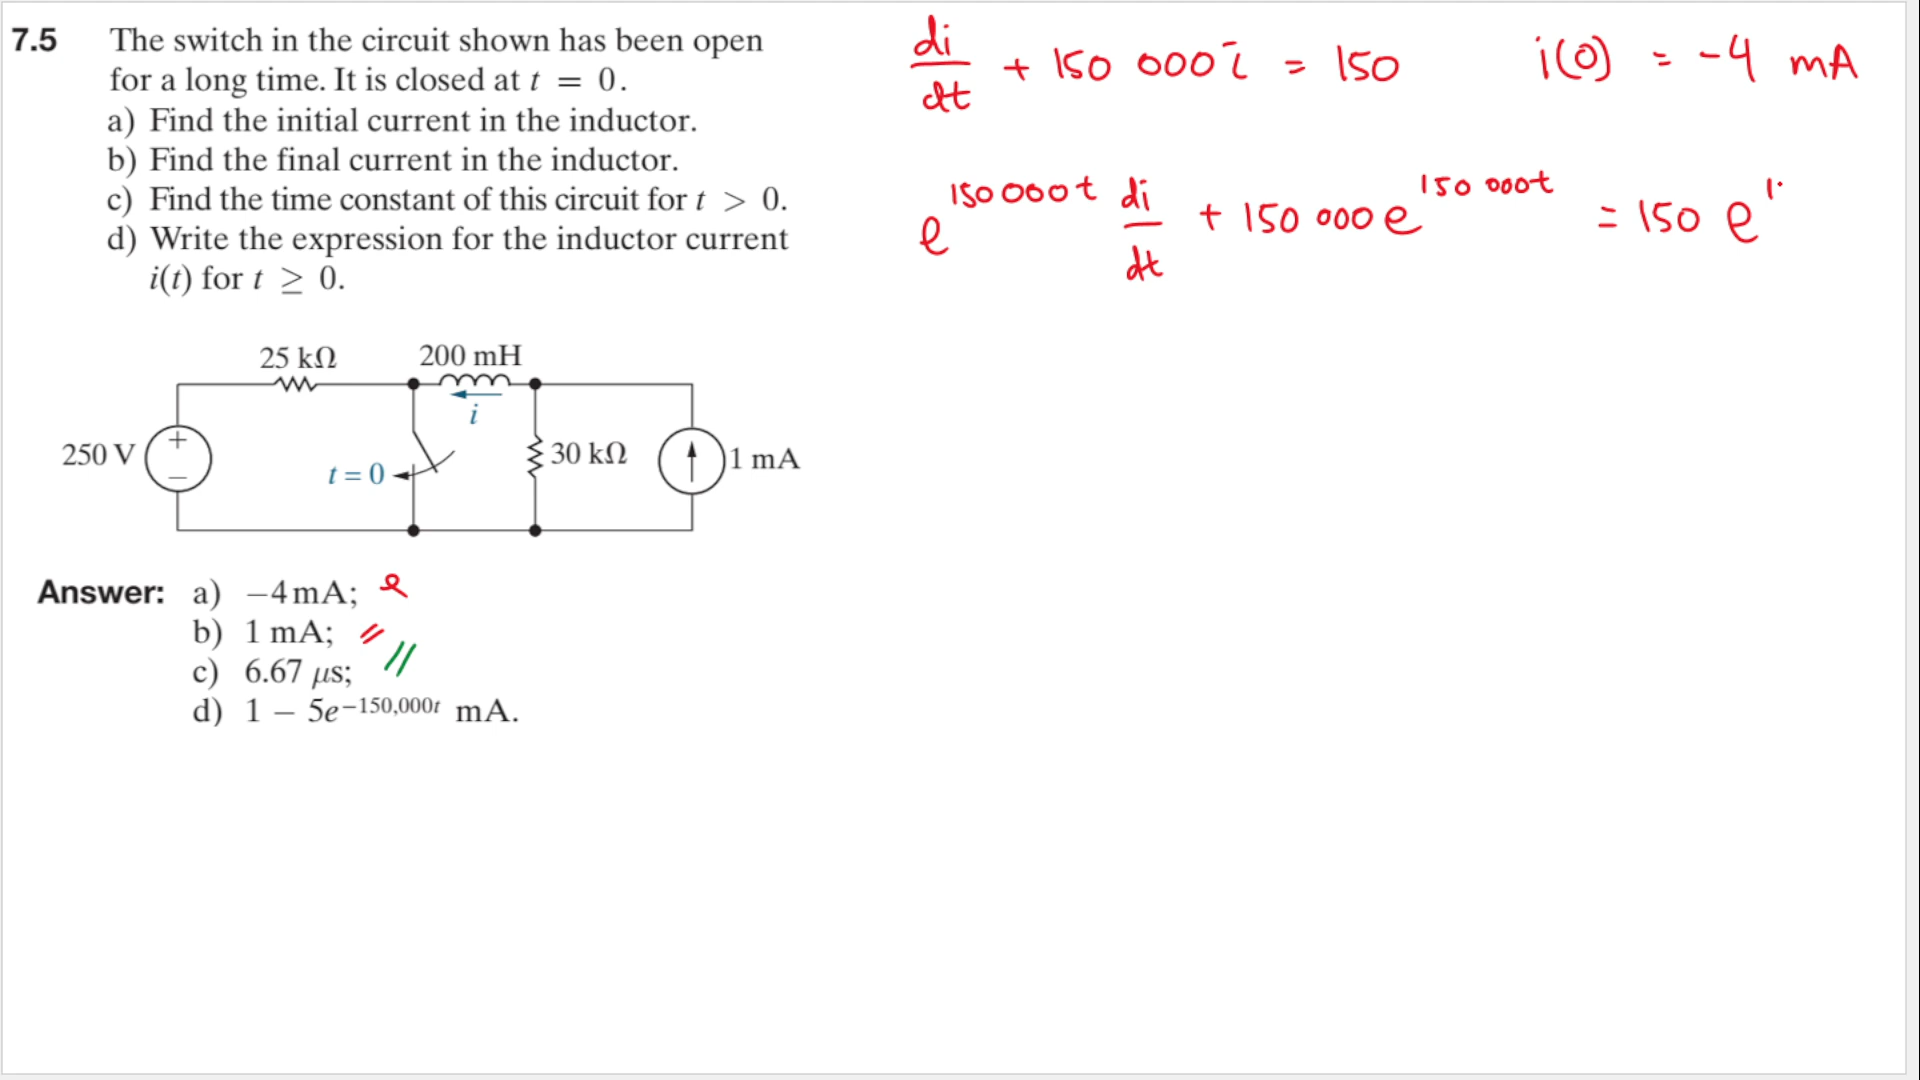 7.5 The switch in the circuit shown has been open
for a long time. It is closed at t = 0.
a) Find the initial current in the inductor.
b) Find the final current in the inductor.
c) Find the time constant of this circuit for t > 0.
d) Write the expression for the inductor current
i(t) for t ≥ 0.
25 kΩ
200 mH
i
250 V
+
−
t = 0
30 kΩ
1 mA
Answer: a) −4 mA;
b) 1 mA;
c) 6.67 μs;
d) 1 − 5e^−150,000t mA.
di/dt + 150 000 i = 150 i(0) = -4 mA
e^150 000t di/dt + 150 000 e^150 000t = 150 e^1